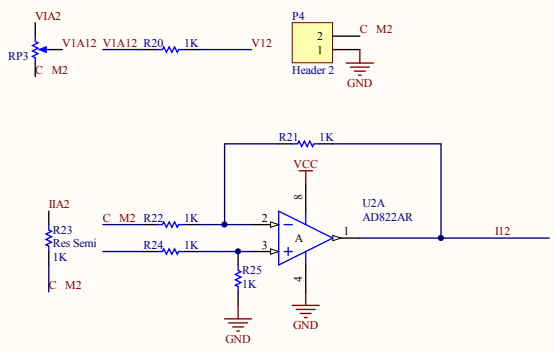 VIA2
P4
C M2
V1A12 V1A12 R20 1K V12
2
1
RP3
C M2
Header 2
GND
R21 1K
VCC
8
IIA2
U2A
AD822AR
C M2 R22 1K 2
R23
Res Semi
1K
A 1 I12
R24 1K 3
R25
1K
4
C M2
GND
GND